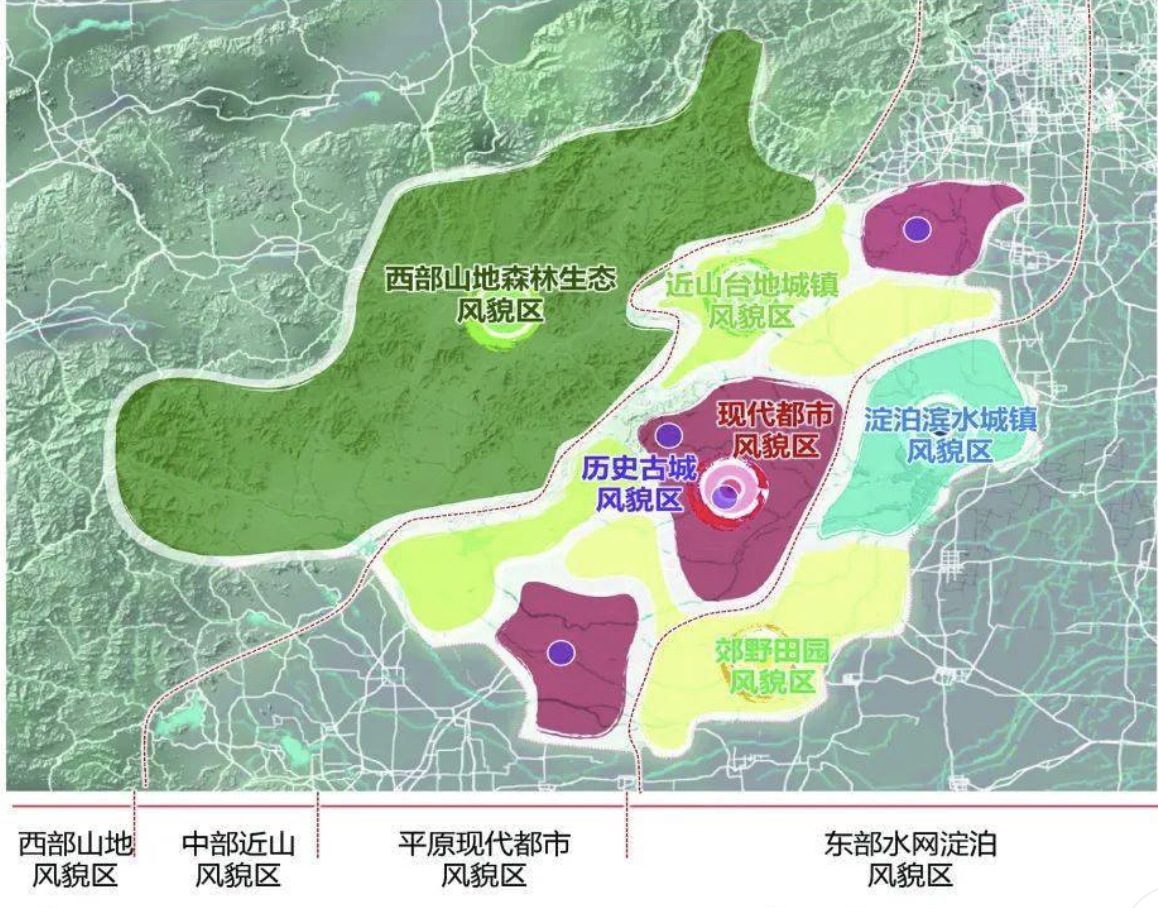 西部山地森林生态
风貌区
近山台地城镇
风貌区
现代都市
风貌区
淀泊滨水城镇
风貌区
历史古城
风貌区
郊野田园
风貌区
西部山地
风貌区
中部近山
风貌区
平原现代都市
风貌区
东部水网淀泊
风貌区